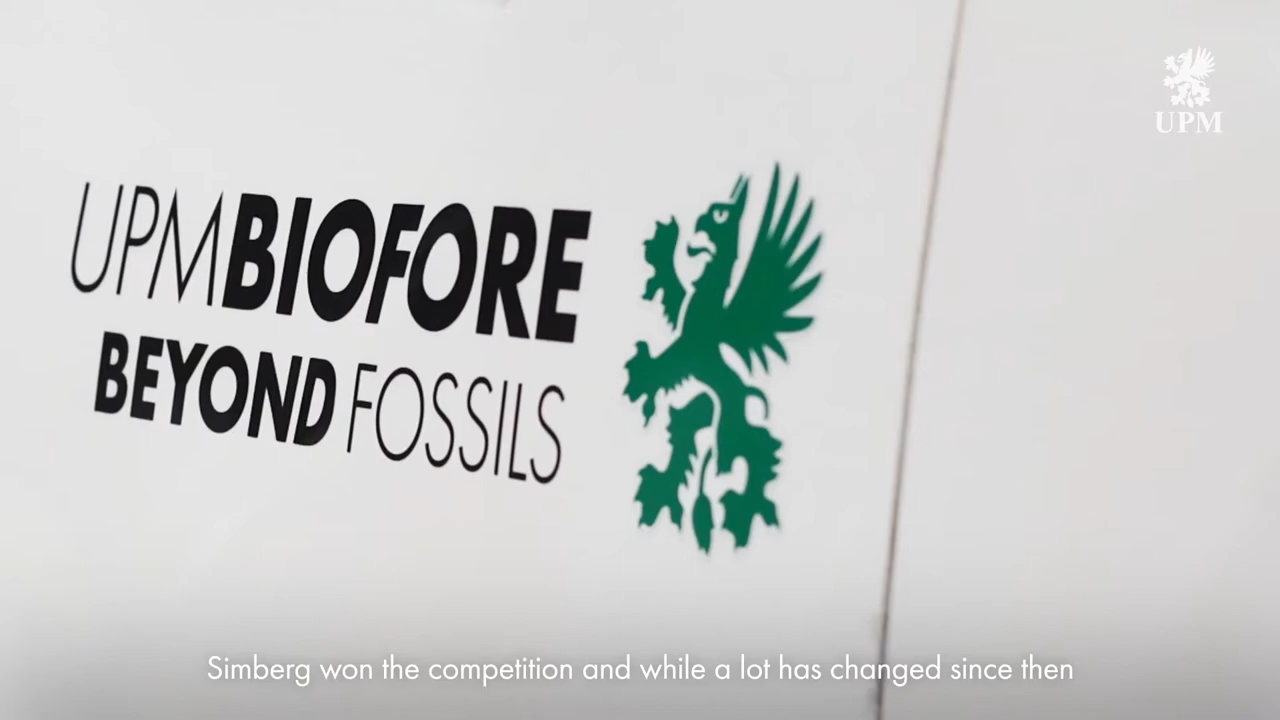 UPM
UPMBIOFORE
BEYOND FOSSILS
Simberg won the competition and while a lot has changed since then